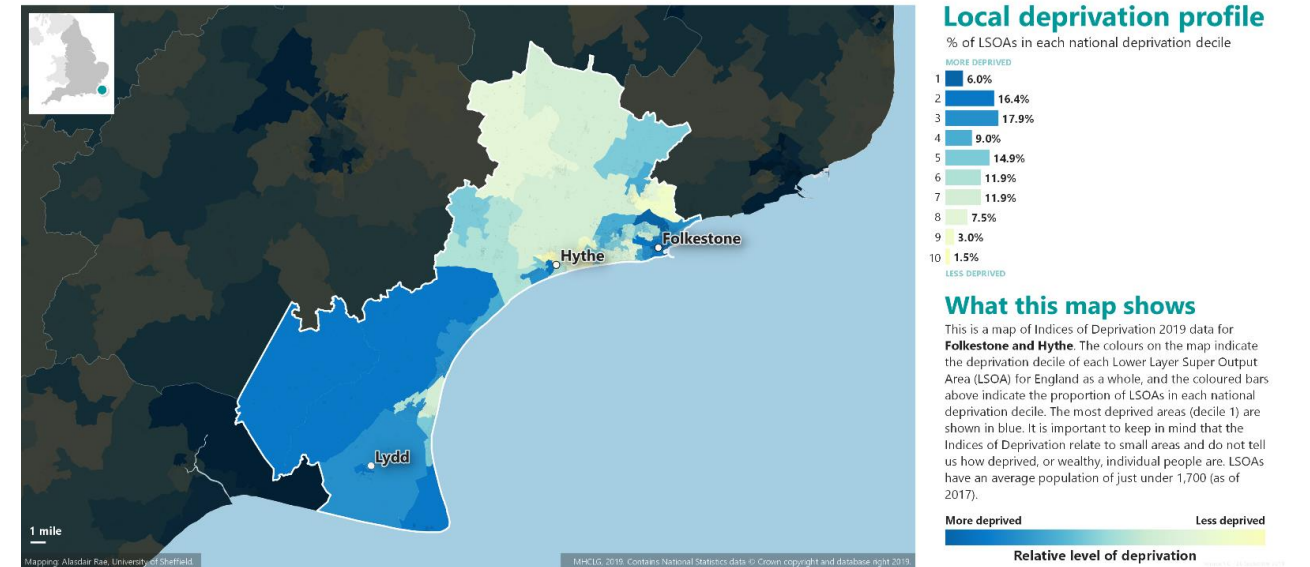 Local deprivation profile
% of LSOAs in each national deprivation decile
MORE DEPRIVED
1 6.0%
2 16.4%
3 17.9%
4 9.0%
5 14.9%
6 11.9%
7 11.9%
8 7.5%
9 3.0%
10 1.5%
LESS DEPRIVED
Folkestone
Hythe
Lydd
What this map shows
This is a map of Indices of Deprivation 2019 data for
Folkestone and Hythe. The colours on the map indicate
the deprivation decile of each Lower Layer Super Output
Area (LSOA) for England as a whole, and the coloured bars
above indicate the proportion of LSOAs in each national
deprivation decile. The most deprived areas (decile 1) are
shown in blue. It is important to keep in mind that the
Indices of Deprivation relate to small areas and do not tell
us how deprived, or wealthy, individual people are. LSOAs
have an average population of just under 1,700 (as of
2017).
More deprived Less deprived
Relative level of deprivation
1 mile
Mapping: Alasdair Rae, University of Sheffield.
MHCLG, 2019. Contains National Statistics data © Crown copyright and database right 2019.